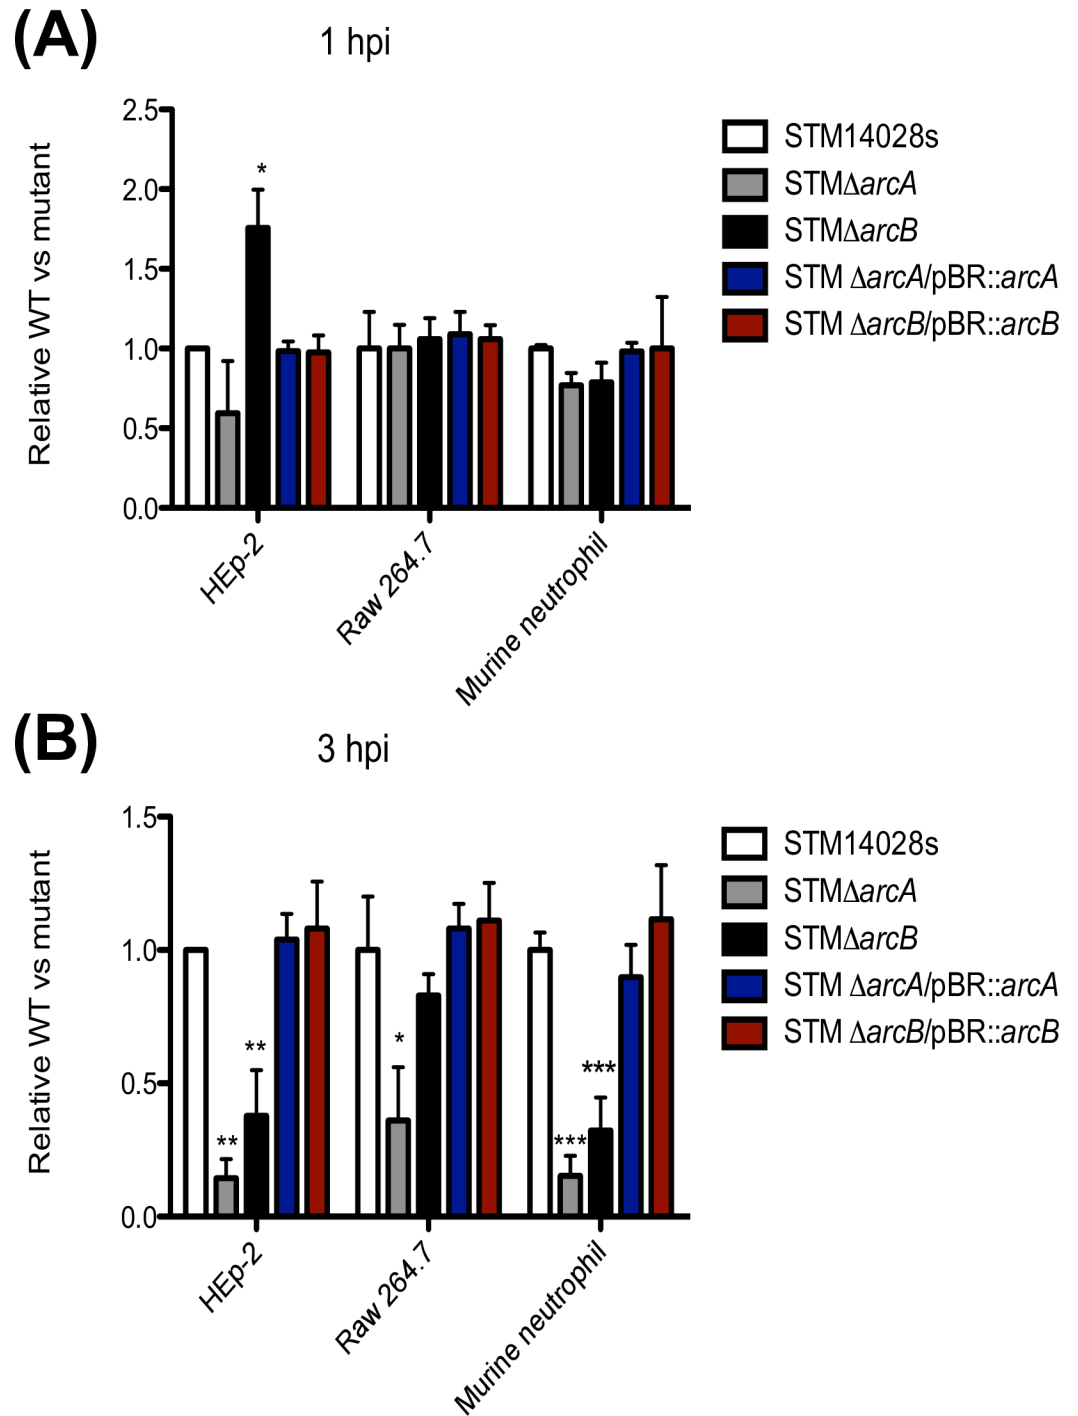 (A)
1 hpi
Relative WT vs mutant
2.5
2.0
1.5
1.0
0.5
0.0
*
HEp-2
Raw 264.7
Murine neutrophil
STM14028s
STMΔarcA
STMΔarcB
STM ΔarcA/pBR::arcA
STM ΔarcB/pBR::arcB
(B)
3 hpi
Relative WT vs mutant
1.5
1.0
0.5
0.0
**
**
*
***
***
HEp-2
Raw 264.7
Murine neutrophil
STM14028s
STMΔarcA
STMΔarcB
STM ΔarcA/pBR::arcA
STM ΔarcB/pBR::arcB